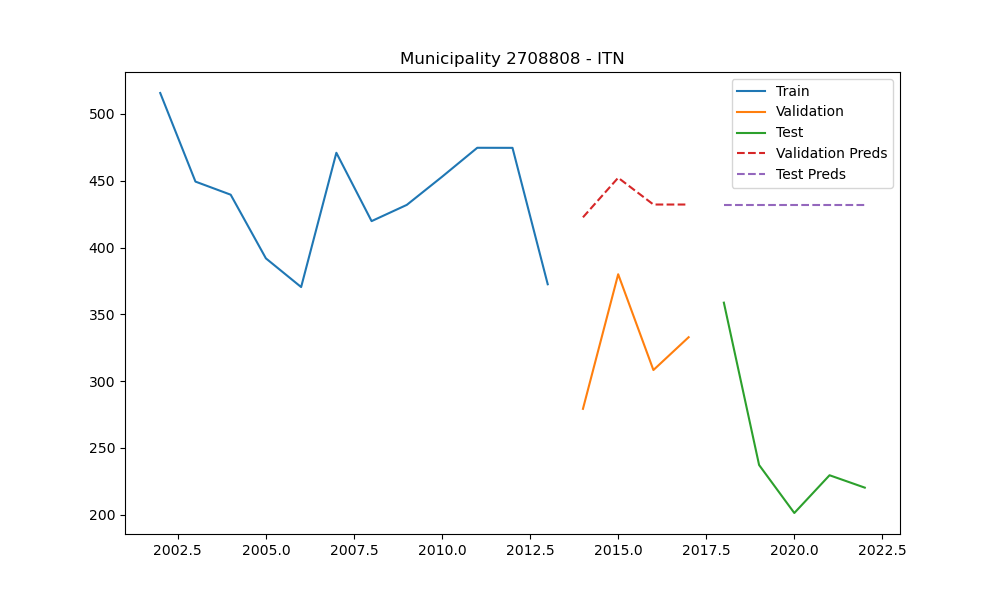 Municipality 2708808 - ITN
Train
Validation
Test
Validation Preds
Test Preds
500
450
400
350
300
250
200
2002.5 2005.0 2007.5 2010.0 2012.5 2015.0 2017.5 2020.0 2022.5